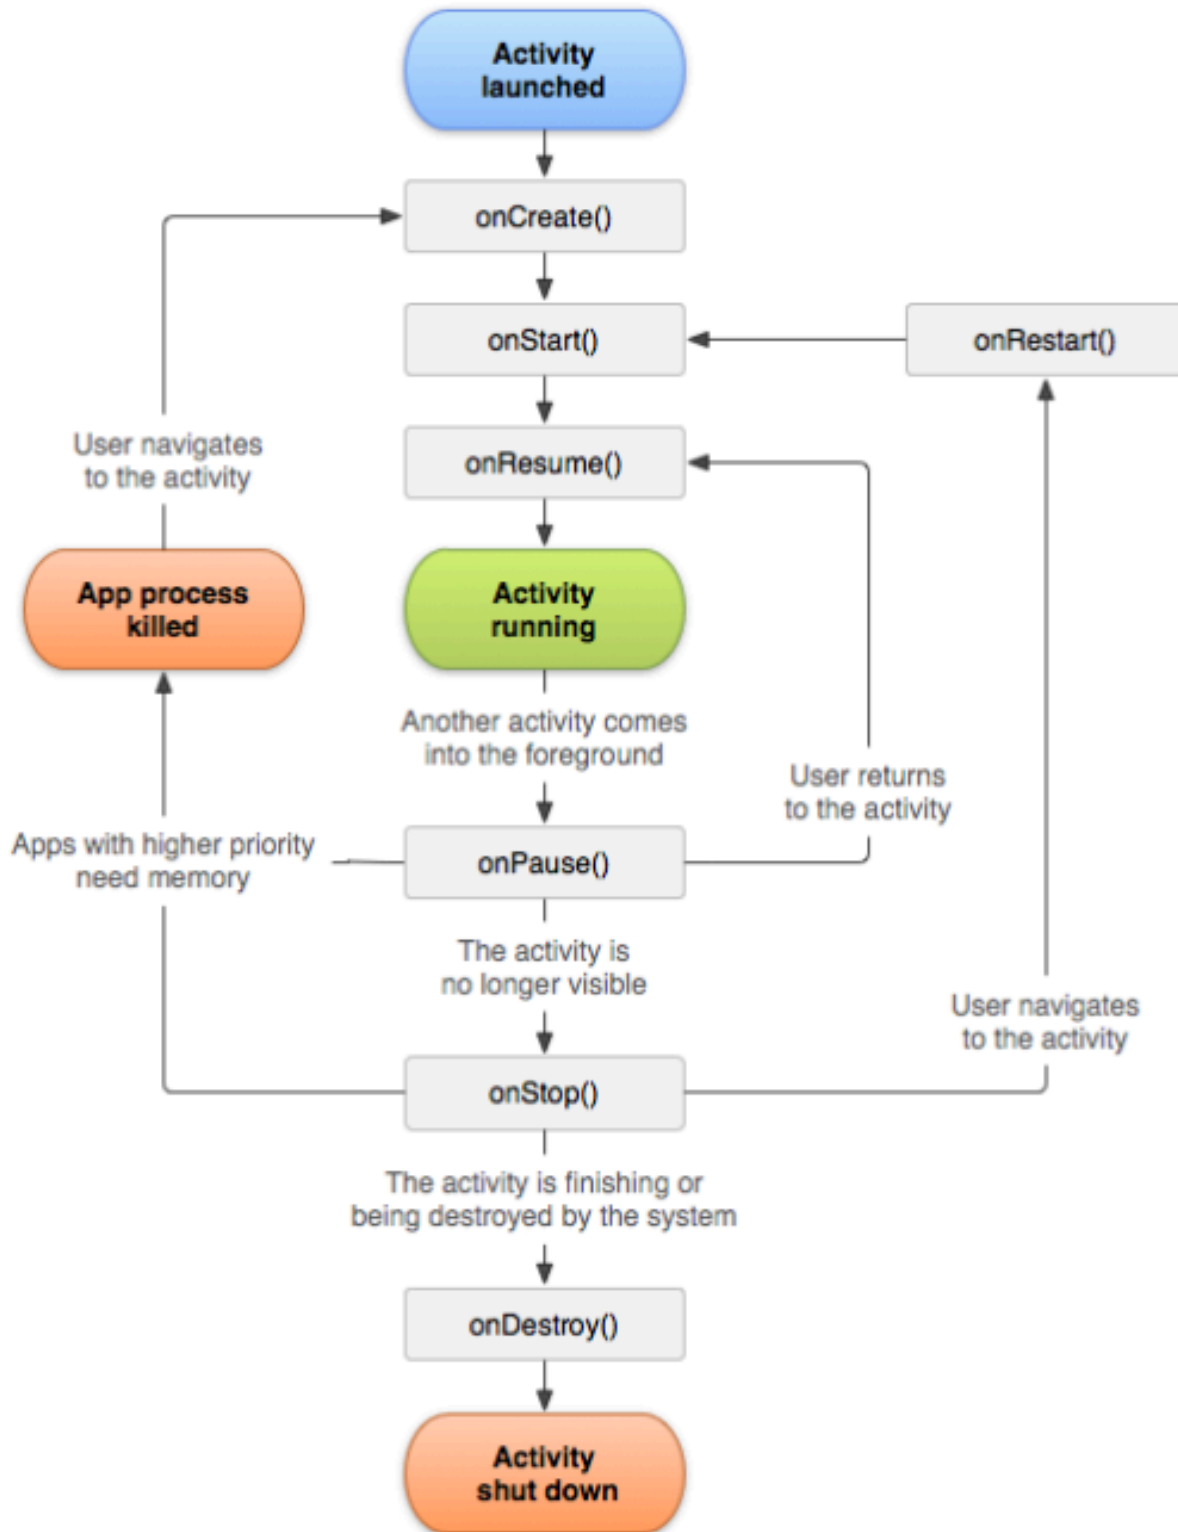 Activity
launched
onCreate()
onStart()
onRestart()
User navigates
to the activity
onResume()
App process
killed
Activity
running
Another activity comes
into the foreground
User returns
to the activity
Apps with higher priority
need memory
onPause()
The activity is
no longer visible
User navigates
to the activity
onStop()
The activity is finishing or
being destroyed by the system
onDestroy()
Activity
shut down